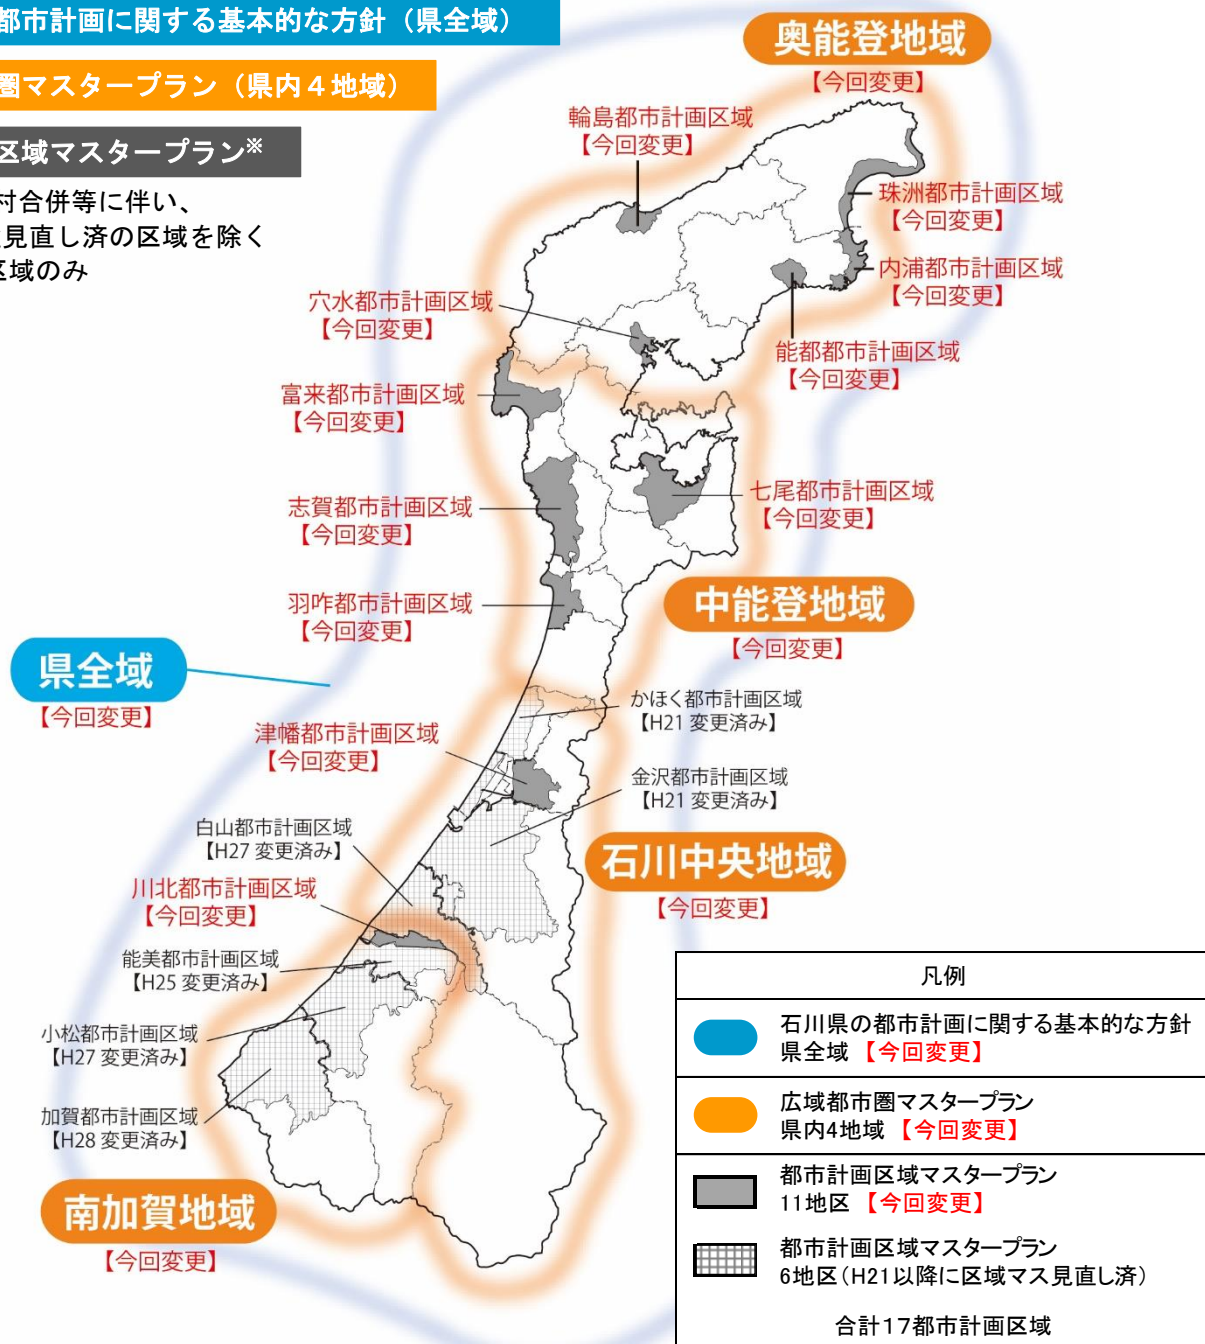 都市計画に関する基本的な方針（県全域）
圏マスタープラン（県内４地域）
区域マスタープラン※
村合併等に伴い、
見直し済の区域を除く
区域のみ
奥能登地域
【今回変更】
輪島都市計画区域
【今回変更】
珠洲都市計画区域
【今回変更】
内浦都市計画区域
【今回変更】
能都都市計画区域
【今回変更】
穴水都市計画区域
【今回変更】
富来都市計画区域
【今回変更】
志賀都市計画区域
【今回変更】
七尾都市計画区域
【今回変更】
羽咋都市計画区域
【今回変更】
中能登地域
【今回変更】
県全域
【今回変更】
かほく都市計画区域
【H21 変更済み】
津幡都市計画区域
【今回変更】
金沢都市計画区域
【H21 変更済み】
白山都市計画区域
【H27 変更済み】
石川中央地域
【今回変更】
川北都市計画区域
【今回変更】
能美都市計画区域
【H25 変更済み】
小松都市計画区域
【H27 変更済み】
加賀都市計画区域
【H28 変更済み】
南加賀地域
【今回変更】
凡例
石川県の都市計画に関する基本的な方針
県全域 【今回変更】
広域都市圏マスタープラン
県内4地域 【今回変更】
都市計画区域マスタープラン
11地区 【今回変更】
都市計画区域マスタープラン
6地区（H21以降に区域マス見直し済）
合計17都市計画区域